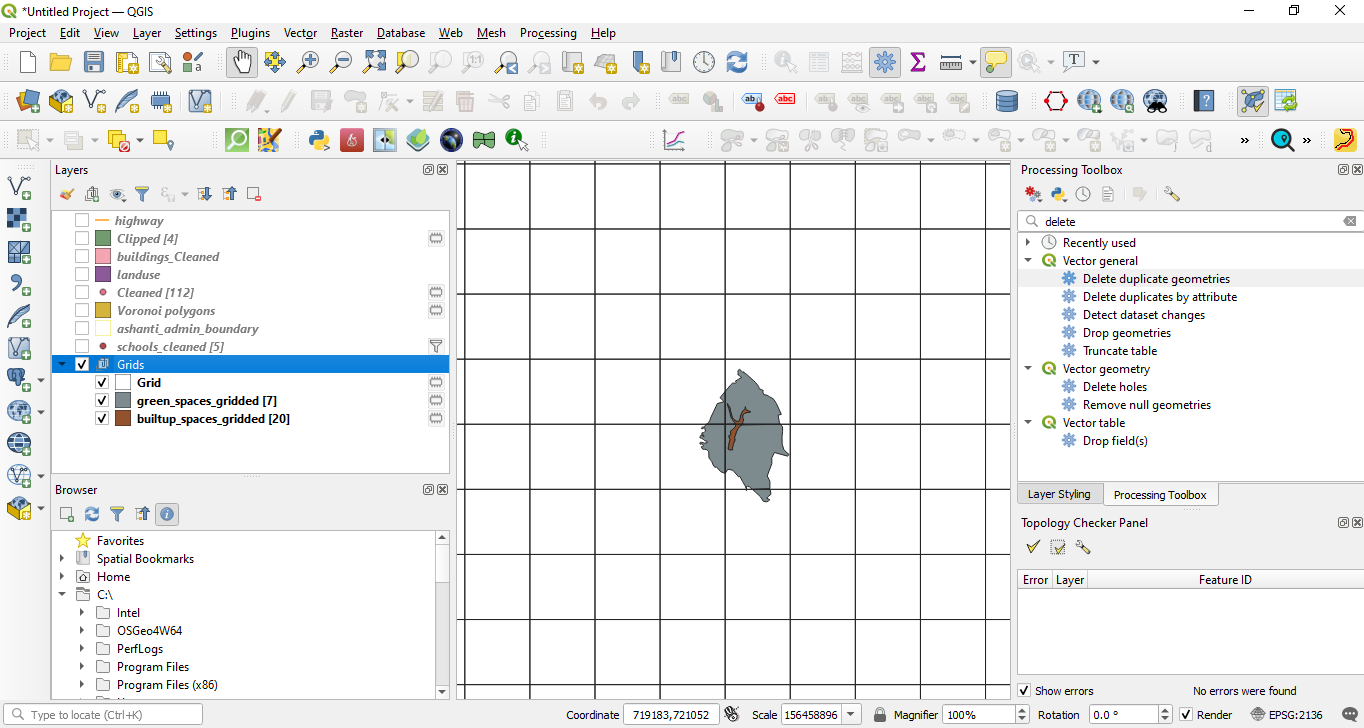 *Untitled Project — QGIS
Project Edit View Layer Settings Plugins Vector Raster Database Web Mesh Processing Help
Layers
highway
Clipped [4]
buildings_Cleaned
landuse
Cleaned [112]
Voronoi polygons
ashanti_admin_boundary
schools_cleaned [5]
Grids
Grid
green_spaces_gridded [7]
builtup_spaces_gridded [20]
Browser
Favorites
Spatial Bookmarks
Home
C:\
Intel
OSGeo4W64
PerfLogs
Program Files
Program Files (x86)
Processing Toolbox
delete
Recently used
Vector general
Delete duplicate geometries
Delete duplicates by attribute
Detect dataset changes
Drop geometries
Truncate table
Vector geometry
Delete holes
Remove null geometries
Vector table
Drop field(s)
Layer Styling Processing Toolbox
Topology Checker Panel
Error Layer Feature ID
Show errors No errors were found
Type to locate (Ctrl+K) Coordinate 719183,721052 Scale 156458896 Magnifier 100% Rotation 0.0 ° Render EPSG:2136